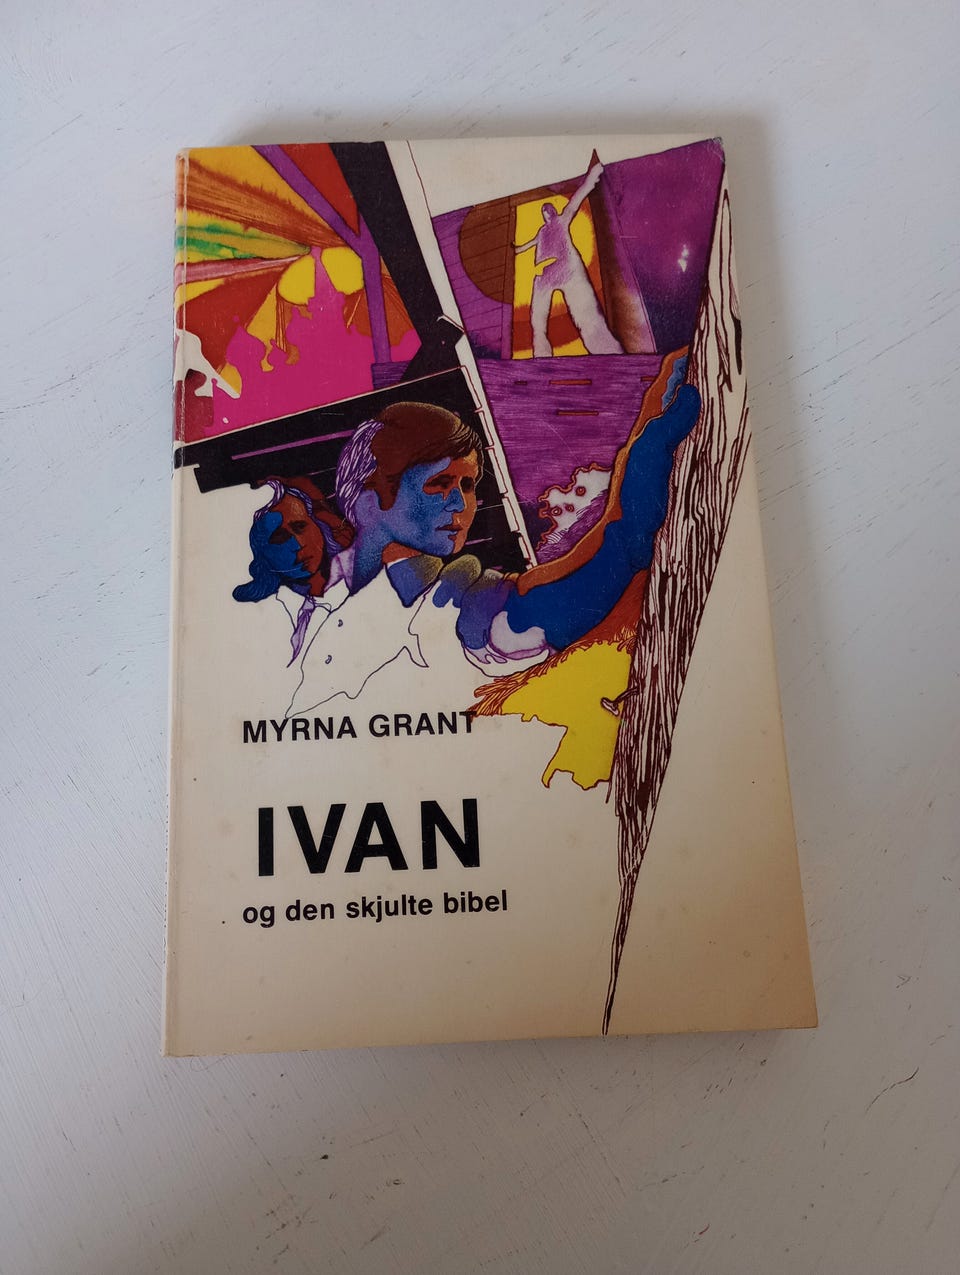 MYRNA GRANT
IVAN
og den skjulte bibel